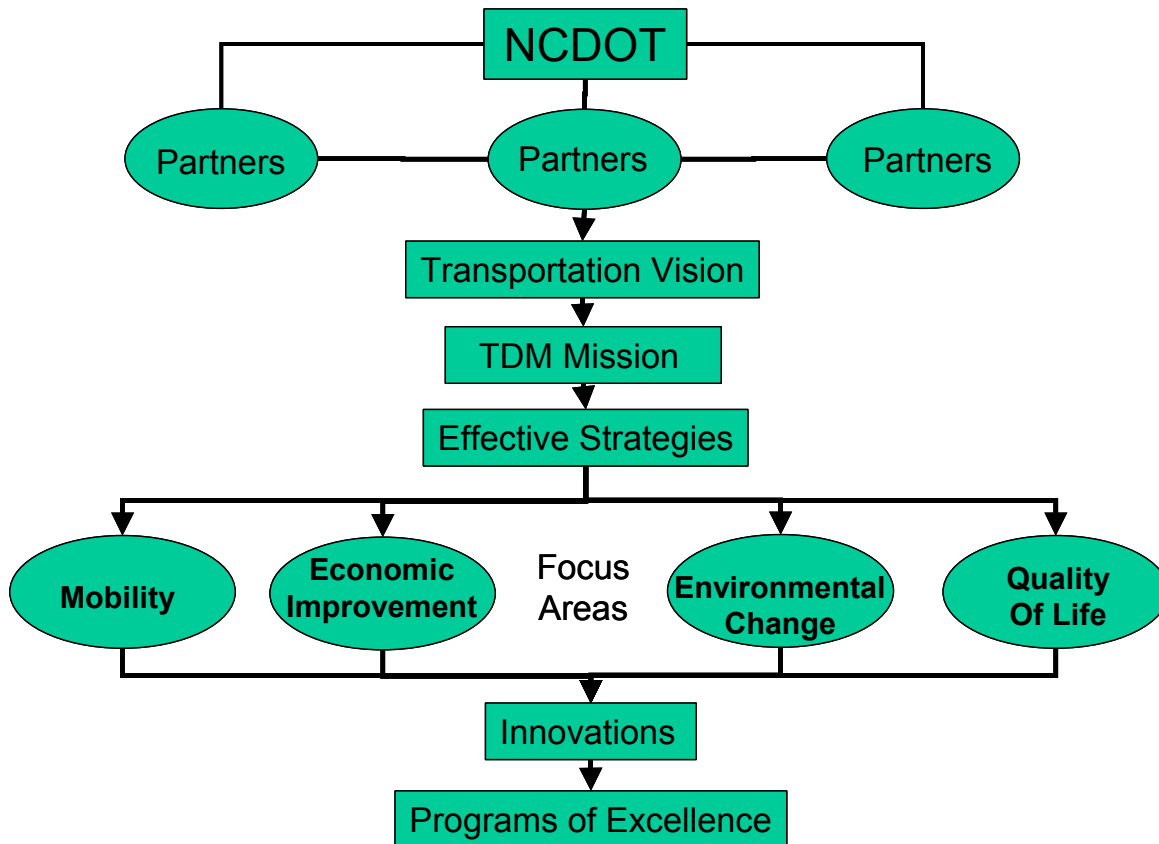 NCDOT
Partners
Partners
Partners
Transportation Vision
TDM Mission
Effective Strategies
Mobility
Economic
Improvement
Focus
Areas
Environmental
Change
Quality
Of Life
Innovations
Programs of Excellence